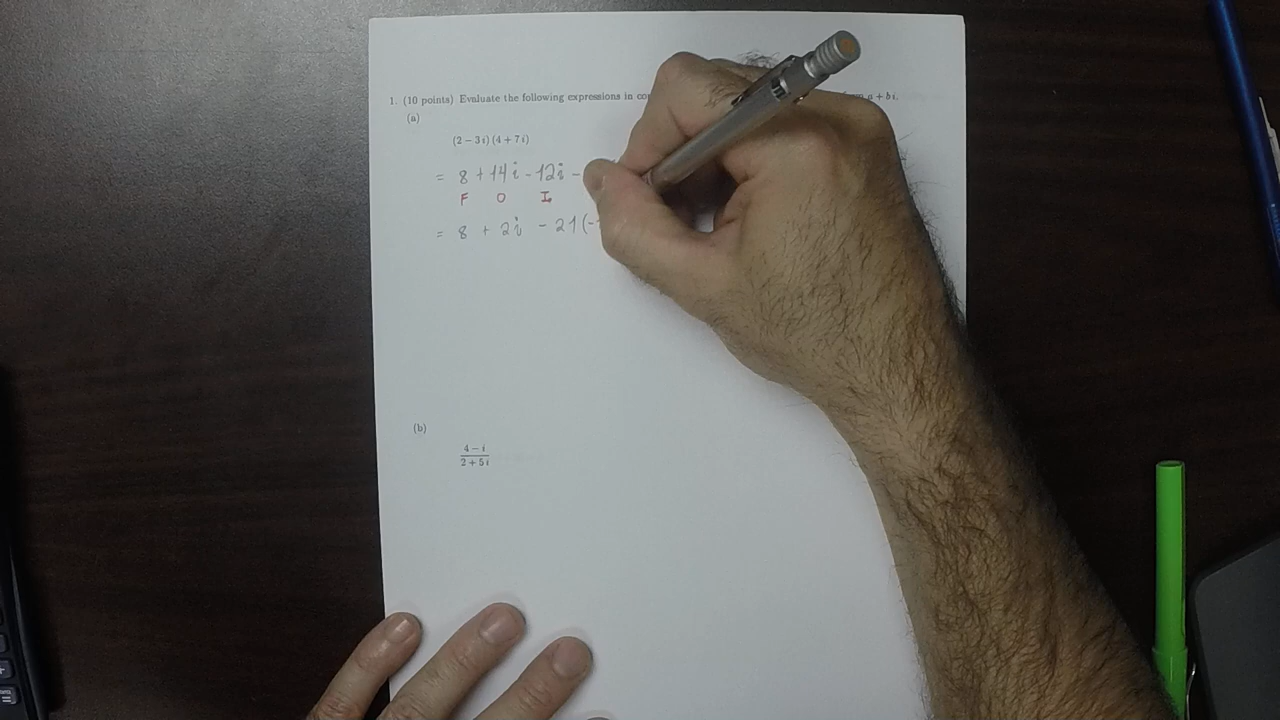 1. (10 points) Evaluate the following expressions in a + bi.
(a)
(2 − 3i)(4 + 7i)
= 8 + 14i - 12i -
F O I
= 8 + 2i - 21(-
(b)
4 − i
2 + 5i